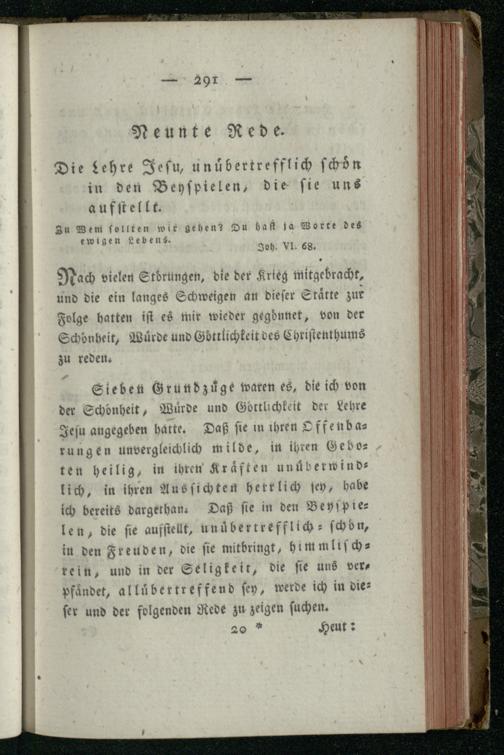 — 291 —
Neunte Rede.
Die Lehre Jesu, unübertrefflich schön
in den Beyspielen, die sie uns
aufstellt.
Zu Wem sollten wir gehen? Du hast ja Worte des
ewigen Lebens.
Joh. VI. 68.
Nach vielen Störungen, die der Krieg mitgebracht,
und die ein langes Schweigen an dieser Stätte zur
Folge hatten ist es mir wieder gegönnet, von der
Schönheit, Würde und Göttlichkeit des Christenthums
zu reden.
Sieben Grundzüge waren es, die ich von
der Schönheit, Würde und Göttlichkeit der Lehre
Jesu angegeben hatte. Daß sie in ihren Offenba-
rungen unvergleichlich milde, in ihren Gebo-
ten heilig, in ihren Kräften unüberwind-
lich, in ihren Aussichten herrlich sey, habe
ich bereits dargethan. Daß sie in den Beyspie-
len, die sie aufstellt, unübertrefflich-schön,
in den Freuden, die sie mitbringt, himmlisch-
rein, und in der Seligkeit, die sie uns ver-
pfändet, allübertreffend sey, werde ich in die-
ser und der folgenden Rede zu zeigen suchen.
20 * Heut: